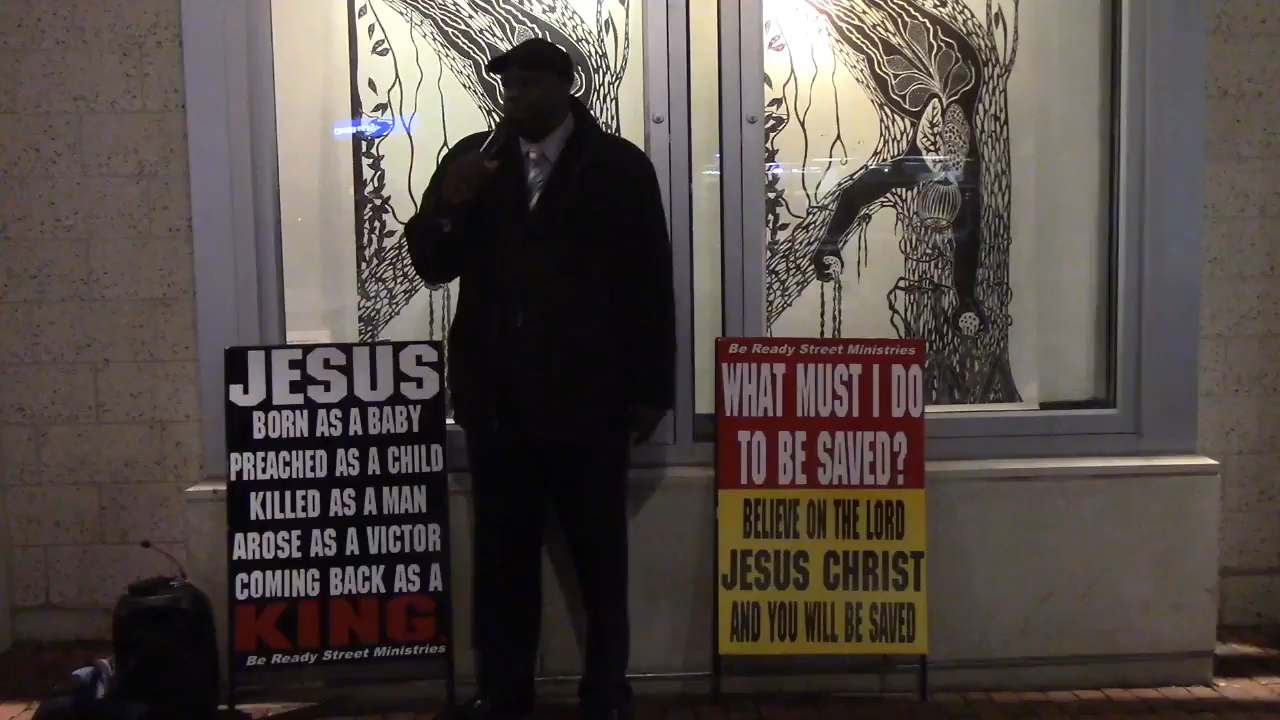 JESUS
BORN AS A BABY
PREACHED AS A CHILD
KILLED AS A MAN
AROSE AS A VICTOR
COMING BACK AS A
KING.
Be Ready Street Ministries
Be Ready Street Ministries
WHAT MUST I DO
TO BE SAVED?
BELIEVE ON THE LORD
JESUS CHRIST
AND YOU WILL BE SAVED